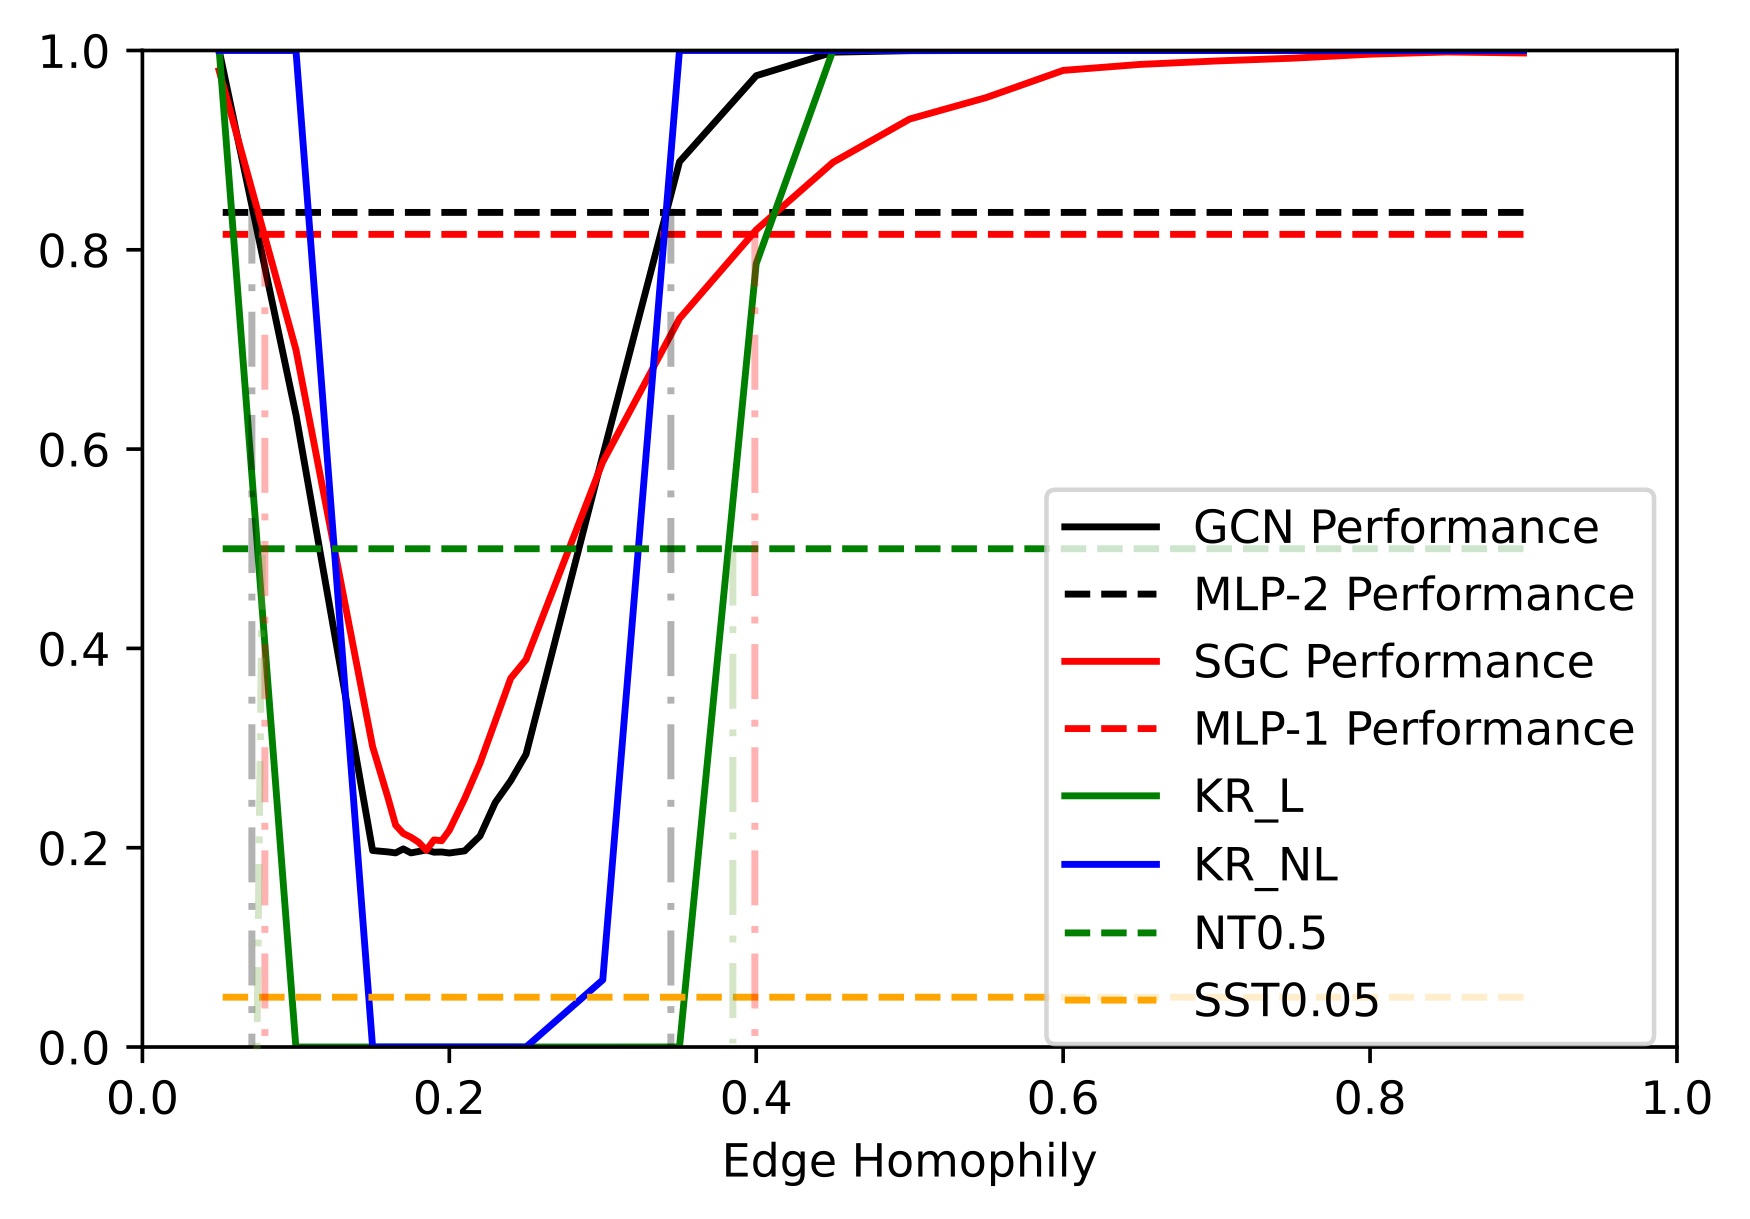 1.0
0.8
0.6
0.4
0.2
0.0
0.0 0.2 0.4 0.6 0.8 1.0
Edge Homophily
GCN Performance
MLP-2 Performance
SGC Performance
MLP-1 Performance
KR_L
KR_NL
NT0.5
SST0.05